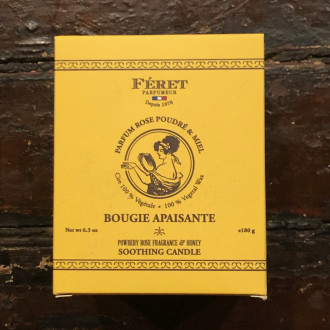 FÉRET
PARFUMEUR
Depuis 1878
PARFUM ROSE POUDRÉ & MIEL
Cire 100 % Végétale • 100 % Vegetal Wax
BOUGIE APAISANTE
Net wt 6.3 oz
e180 g
POWDERY ROSE FRAGRANCE & HONEY
SOOTHING CANDLE